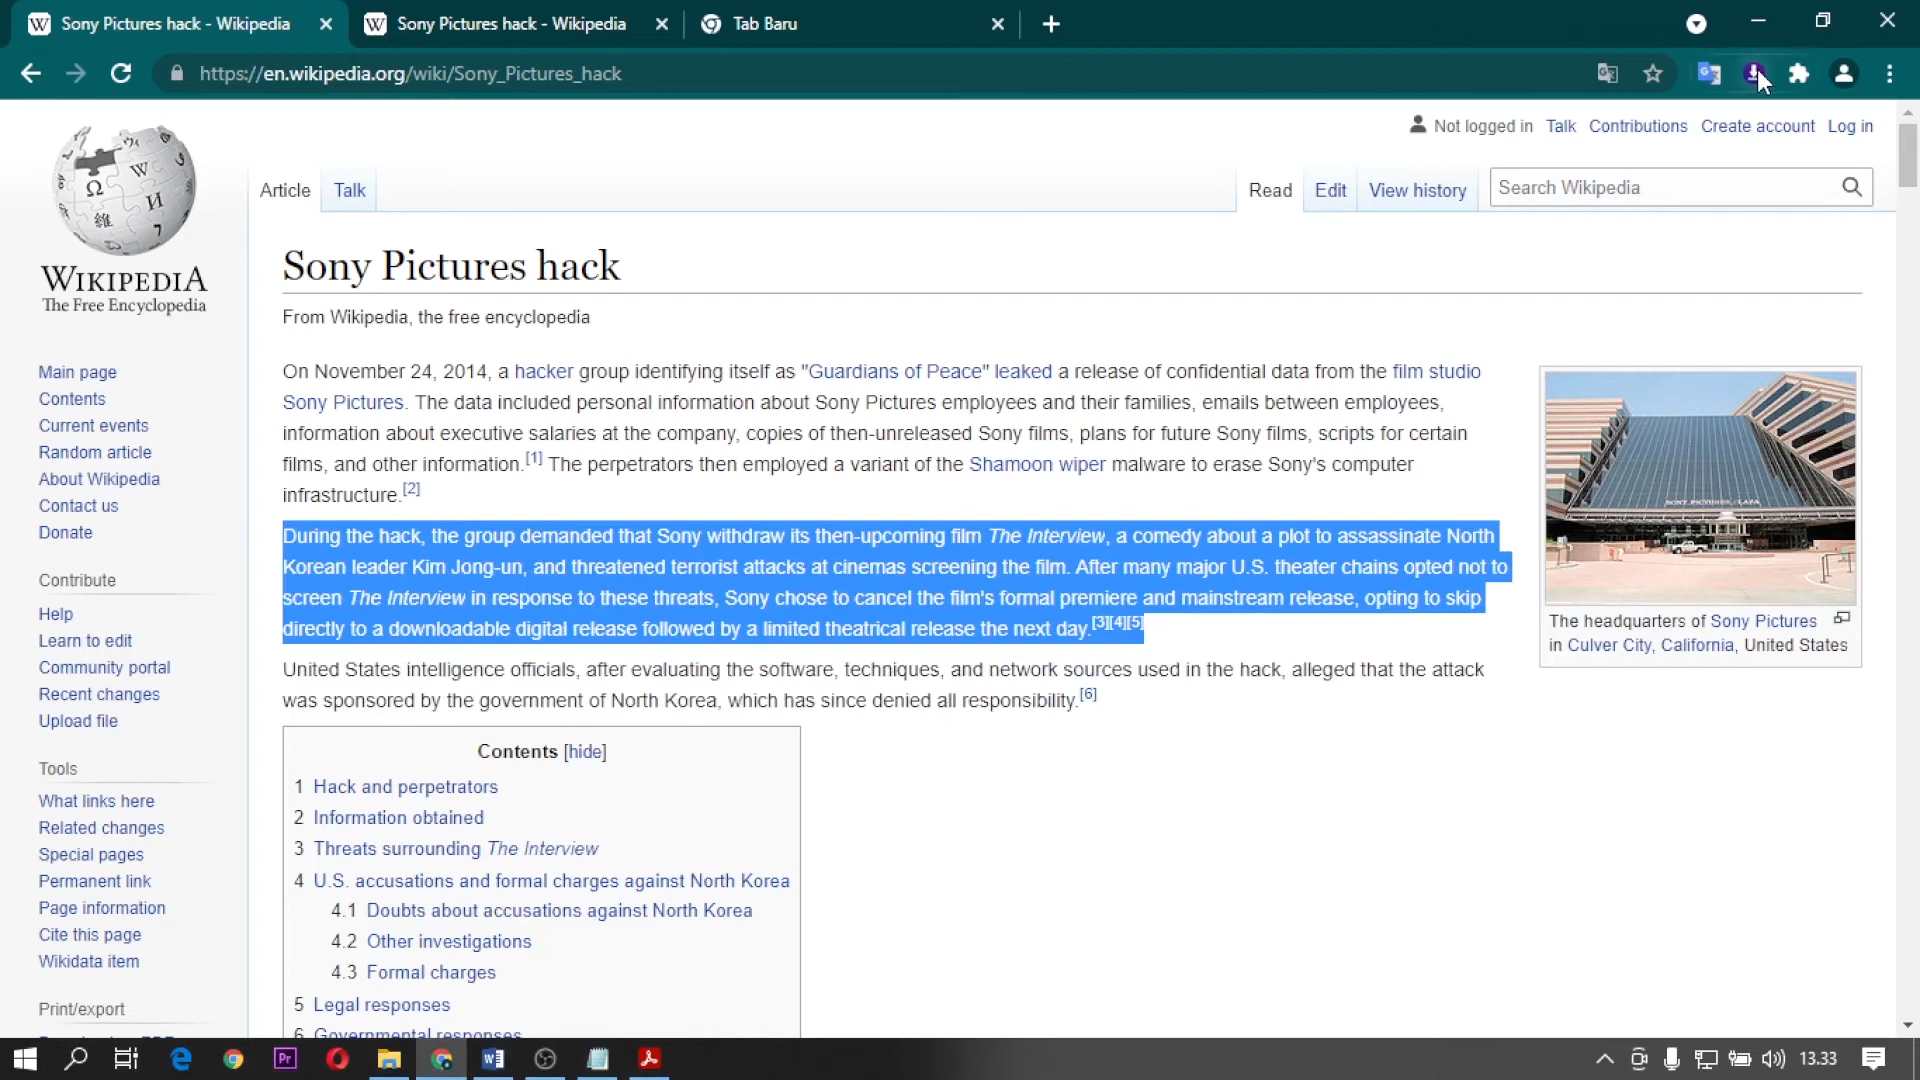 Sony Pictures hack - Wikipedia
Sony Pictures hack - Wikipedia
Tab Baru
https://en.wikipedia.org/wiki/Sony_Pictures_hack
Not logged in Talk Contributions Create account Log in
Article Talk Read Edit View history Search Wikipedia
WIKIPEDIA
The Free Encyclopedia
Main page
Contents
Current events
Random article
About Wikipedia
Contact us
Donate
Contribute
Help
Learn to edit
Community portal
Recent changes
Upload file
Tools
What links here
Related changes
Special pages
Permanent link
Page information
Cite this page
Wikidata item
Print/export
Sony Pictures hack
From Wikipedia, the free encyclopedia
On November 24, 2014, a hacker group identifying itself as "Guardians of Peace" leaked a release of confidential data from the film studio
Sony Pictures. The data included personal information about Sony Pictures employees and their families, emails between employees,
information about executive salaries at the company, copies of then-unreleased Sony films, plans for future Sony films, scripts for certain
films, and other information.[1] The perpetrators then employed a variant of the Shamoon wiper malware to erase Sony's computer
infrastructure.[2]
During the hack, the group demanded that Sony withdraw its then-upcoming film The Interview, a comedy about a plot to assassinate North
Korean leader Kim Jong-un, and threatened terrorist attacks at cinemas screening the film. After many major U.S. theater chains opted not to
screen The Interview in response to these threats, Sony chose to cancel the film's formal premiere and mainstream release, opting to skip
directly to a downloadable digital release followed by a limited theatrical release the next day.[3][4][5]
United States intelligence officials, after evaluating the software, techniques, and network sources used in the hack, alleged that the attack
was sponsored by the government of North Korea, which has since denied all responsibility.[6]
Contents [hide]
1 Hack and perpetrators
2 Information obtained
3 Threats surrounding The Interview
4 U.S. accusations and formal charges against North Korea
4.1 Doubts about accusations against North Korea
4.2 Other investigations
4.3 Formal charges
5 Legal responses
6 Governmental responses
SONY PICTURES PLAZA
The headquarters of Sony Pictures
in Culver City, California, United States
13.33